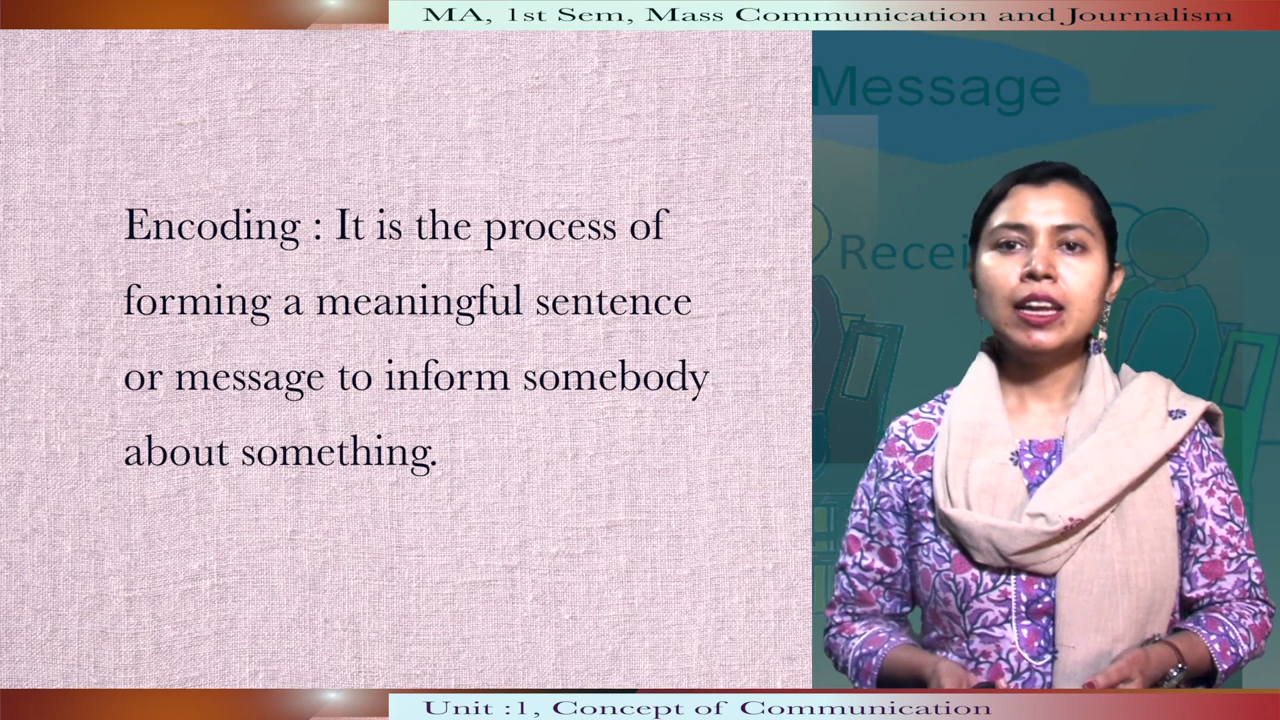 MA, 1st Sem, Mass Communication and Journalism
Message
Encoding : It is the process of
forming a meaningful sentence
or message to inform somebody
about something.
Unit :1, Concept of Communication